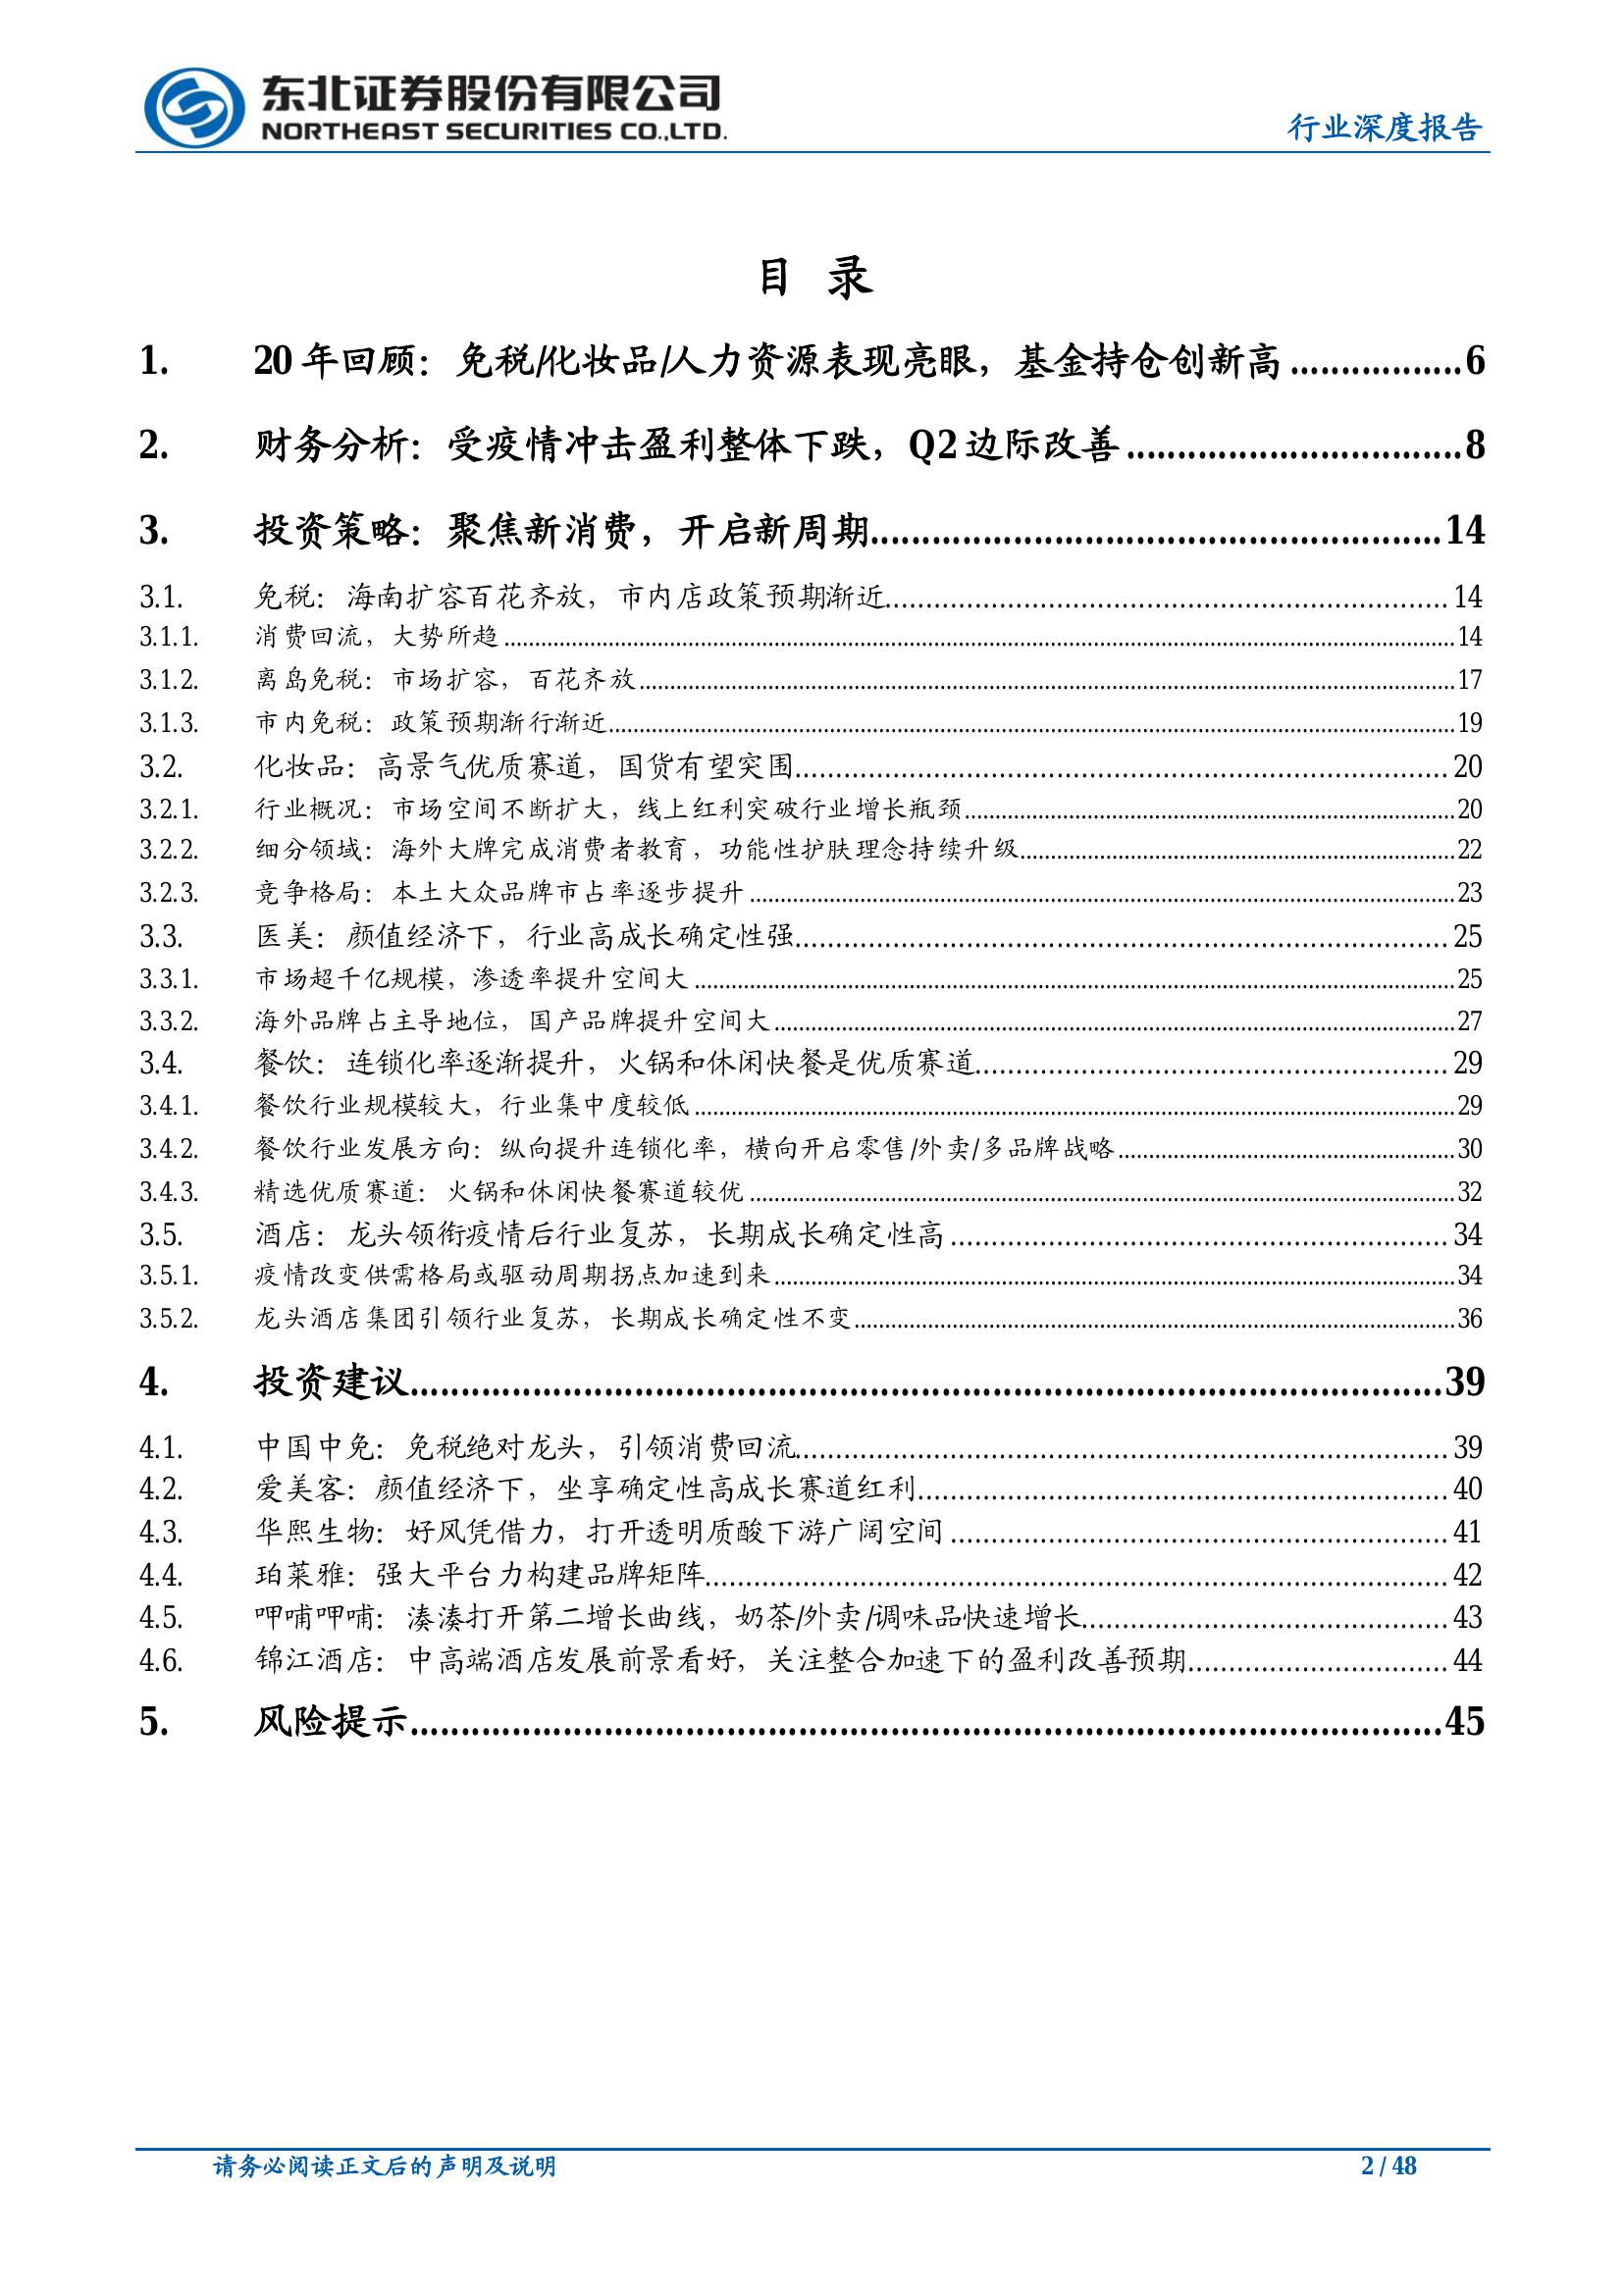 东北证券股份有限公司
NORTHEAST SECURITIES CO.,LTD.
行业深度报告
目 录
1. 20 年回顾：免税/化妆品/人力资源表现亮眼，基金持仓创新高 ................. 6
2. 财务分析：受疫情冲击盈利整体下跌，Q2 边际改善 ................................. 8
3. 投资策略：聚焦新消费，开启新周期........................................................ 14
3.1. 免税：海南扩容百花齐放，市内店政策预期渐近.......................................................................... 14
3.1.1. 消费回流，大势所趋 ........................................................................................................ 14
3.1.2. 离岛免税：市场扩容，百花齐放........................................................................................ 17
3.1.3. 市内免税：政策预期渐行渐近............................................................................................ 19
3.2. 化妆品：高景气优质赛道，国货有望突围.................................................................................... 20
3.2.1. 行业概况：市场空间不断扩大，线上红利突破行业增长瓶颈............................................ 20
3.2.2. 细分领域：海外大牌完成消费者教育，功能性护肤理念持续升级.................................... 22
3.2.3. 竞争格局：本土大众品牌市占率逐步提升 ........................................................................ 23
3.3. 医美：颜值经济下，行业高成长确定性强.................................................................................... 25
3.3.1. 市场超千亿规模，渗透率提升空间大 ................................................................................ 25
3.3.2. 海外品牌占主导地位，国产品牌提升空间大 .................................................................... 27
3.4. 餐饮：连锁化率逐渐提升，火锅和休闲快餐是优质赛道............................................................ 29
3.4.1. 餐饮行业规模较大，行业集中度较低 ................................................................................ 29
3.4.2. 餐饮行业发展方向：纵向提升连锁化率，横向开启零售/外卖/多品牌战略..................... 30
3.4.3. 精选优质赛道：火锅和休闲快餐赛道较优 ........................................................................ 32
3.5. 酒店：龙头领衔疫情后行业复苏，长期成长确定性高 ................................................................ 34
3.5.1. 疫情改变供需格局或驱动周期拐点加速到来 .................................................................... 34
3.5.2. 龙头酒店集团引领行业复苏，长期成长确定性不变.......................................................... 36
4. 投资建议...................................................................................................... 39
4.1. 中国中免：免税绝对龙头，引领消费回流.................................................................................... 39
4.2. 爱美客：颜值经济下，坐享确定性高成长赛道红利.................................................................... 40
4.3. 华熙生物：好风凭借力，打开透明质酸下游广阔空间 ................................................................ 41
4.4. 珀莱雅：强大平台力构建品牌矩阵................................................................................................ 42
4.5. 呷哺呷哺：湊湊打开第二增长曲线，奶茶/外卖/调味品快速增长............................................... 43
4.6. 锦江酒店：中高端酒店发展前景看好，关注整合加速下的盈利改善预期.................................. 44
5. 风险提示...................................................................................................... 45
请务必阅读正文后的声明及说明
2 / 48